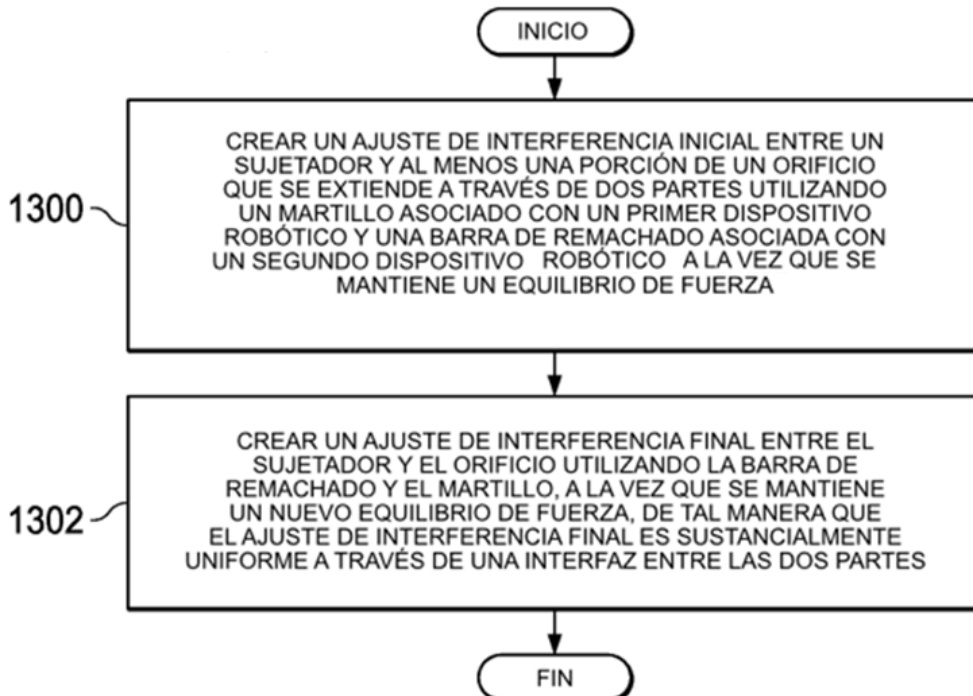 INICIO
CREAR UN AJUSTE DE INTERFERENCIA INICIAL ENTRE UN
SUJETADOR Y AL MENOS UNA PORCIÓN DE UN ORIFICIO
QUE SE EXTIENDE A TRAVÉS DE DOS PARTES UTILIZANDO
UN MARTILLO ASOCIADO CON UN PRIMER DISPOSITIVO
ROBÓTICO Y UNA BARRA DE REMACHADO ASOCIADA CON
UN SEGUNDO DISPOSITIVO ROBÓTICO A LA VEZ QUE SE
MANTIENE UN EQUILIBRIO DE FUERZA
1300
CREAR UN AJUSTE DE INTERFERENCIA FINAL ENTRE EL
SUJETADOR Y EL ORIFICIO UTILIZANDO LA BARRA DE
REMACHADO Y EL MARTILLO, A LA VEZ QUE SE MANTIENE
UN NUEVO EQUILIBRIO DE FUERZA, DE TAL MANERA QUE
EL AJUSTE DE INTERFERENCIA FINAL ES SUSTANCIALMENTE
UNIFORME A TRAVÉS DE UNA INTERFAZ ENTRE LAS DOS PARTES
1302
FIN